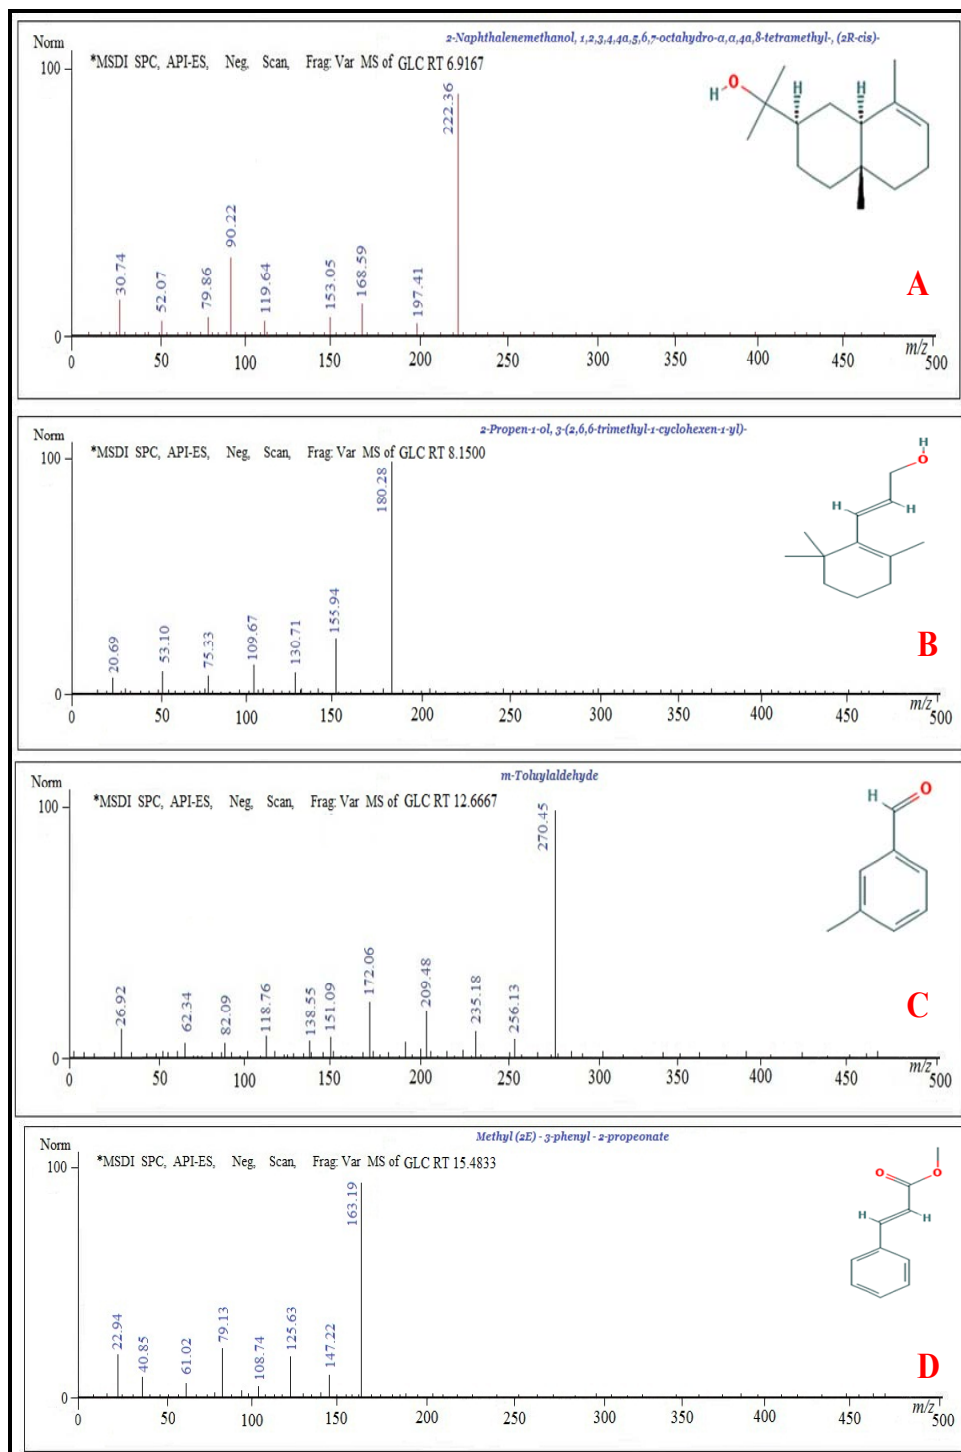 2-Naphthalenemethanol, 1,2,3,4,4a,5,6,7-octahydro-α,α,4a,8-tetramethyl-, (2R-cis)-
Norm
*MSDI SPC, API-ES, Neg, Scan, Frag: Var MS of GLC RT 6.9167
100
222.36
H O
H H
90.22
30.74
52.07
79.86
119.64
153.05
168.59
197.41
A
0
0 50 100 150 200 250 300 350 400 450 500
m/z
2-Propen-1-ol, 3-(2,6,6-trimethyl-1-cyclohexen-1-yl)-
Norm
*MSDI SPC, API-ES, Neg, Scan, Frag: Var MS of GLC RT 8.1500
100
180.28
H
O
H
H
155.94
20.69
53.10
75.33
109.67
130.71
B
0
0 50 100 150 200 250 300 350 400 450 500
m/z
m-Toluylaldehyde
Norm
*MSDI SPC, API-ES, Neg, Scan, Frag: Var MS of GLC RT 12.6667
100
270.45
H O
26.92
62.34
82.09
118.76
138.55
151.09
172.06
209.48
235.18
256.13
C
0
0 50 100 150 200 250 300 350 400 450 500
m/z
Methyl (2E) - 3-phenyl - 2-propeonate
Norm
*MSDI SPC, API-ES, Neg, Scan, Frag: Var MS of GLC RT 15.4833
100
163.19
O O
H H
22.94
40.85
61.02
79.13
108.74
125.63
147.22
D
0
0 50 100 150 200 250 300 350 400 450 500
m/z